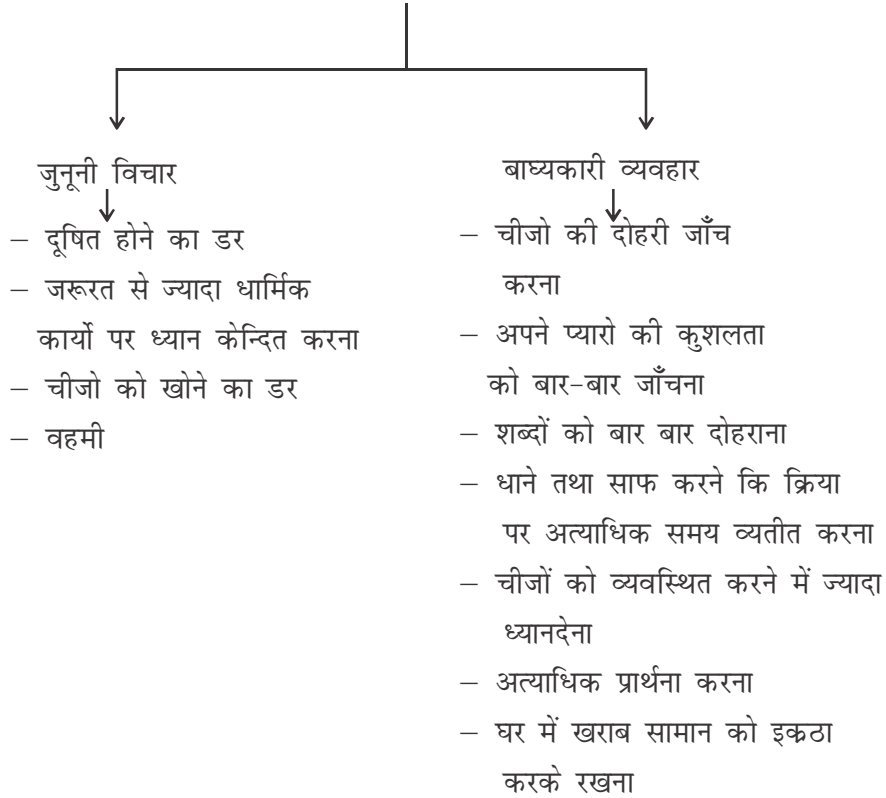 जुनूनी विचार
– दूषित होने का डर
– जरूरत से ज्यादा धार्मिक
कार्यो पर ध्यान केन्दित करना
– चीजो को खोने का डर
– वहमी
बाघ्यकारी व्यवहार
– चीजो की दोहरी जाँच
करना
– अपने प्यारो की कुशलता
को बार-बार जाँचना
– शब्दों को बार बार दोहराना
– धाने तथा साफ करने कि क्रिया
पर अत्याधिक समय व्यतीत करना
– चीजों को व्यवस्थित करने में ज्यादा
ध्यानदेना
– अत्याधिक प्रार्थना करना
– घर में खराब सामान को इकठा
करके रखना